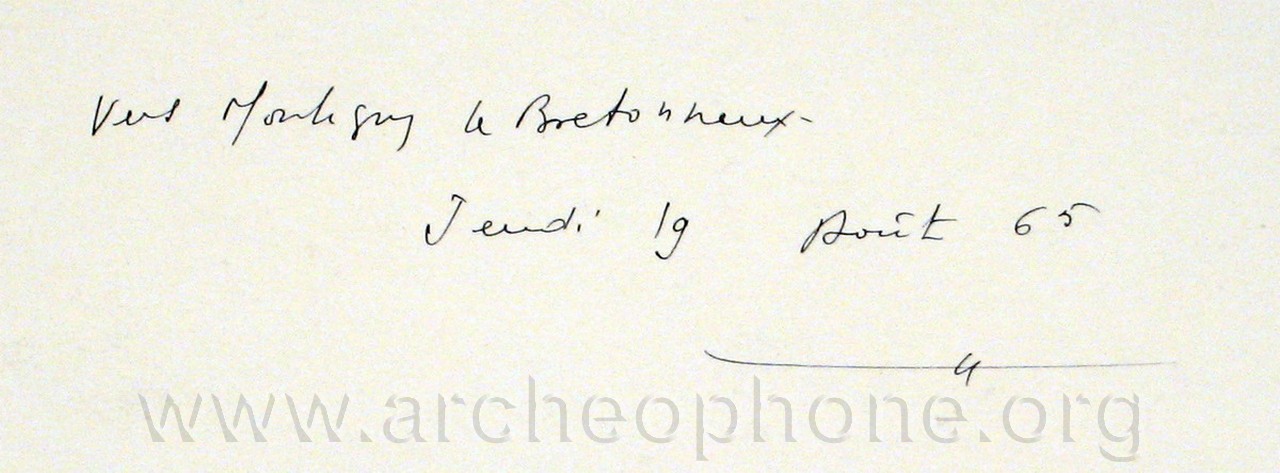 Vers Montigny le Bretonneux-
Jeudi 19 Août 65
www.archeophone.org